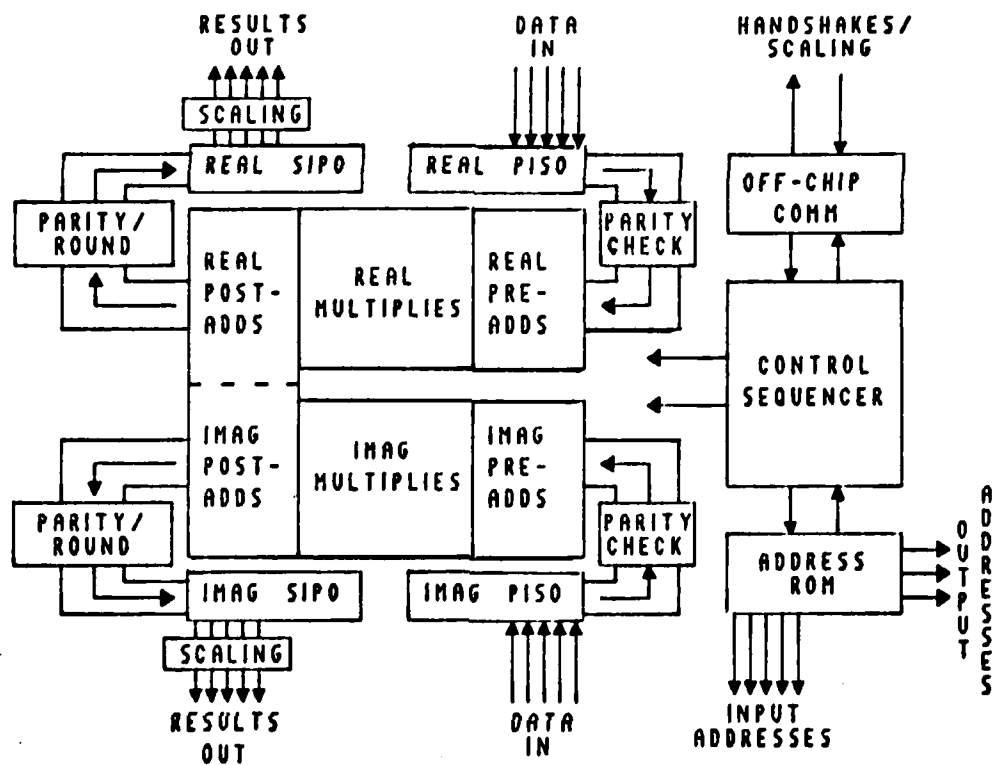 RESULTS
OUT
DATA
IN
HANDSHAKES/
SCALING
SCALING
REAL SIPO
REAL PISO
OFF-CHIP
COMM
PARITY/
ROUND
PARITY
CHECK
REAL
POST-
ADDS
REAL
MULTIPLIES
REAL
PRE-
ADDS
CONTROL
SEQUENCER
IMAG
POST-
ADDS
IMAG
MULTIPLIES
IMAG
PRE-
ADDS
PARITY/
ROUND
PARITY
CHECK
ADDRESS
ROM
OUTPUT
ADDRESSES
IMAG SIPO
IMAG PISO
SCALING
RESULTS
OUT
DATA
IN
INPUT
ADDRESSES